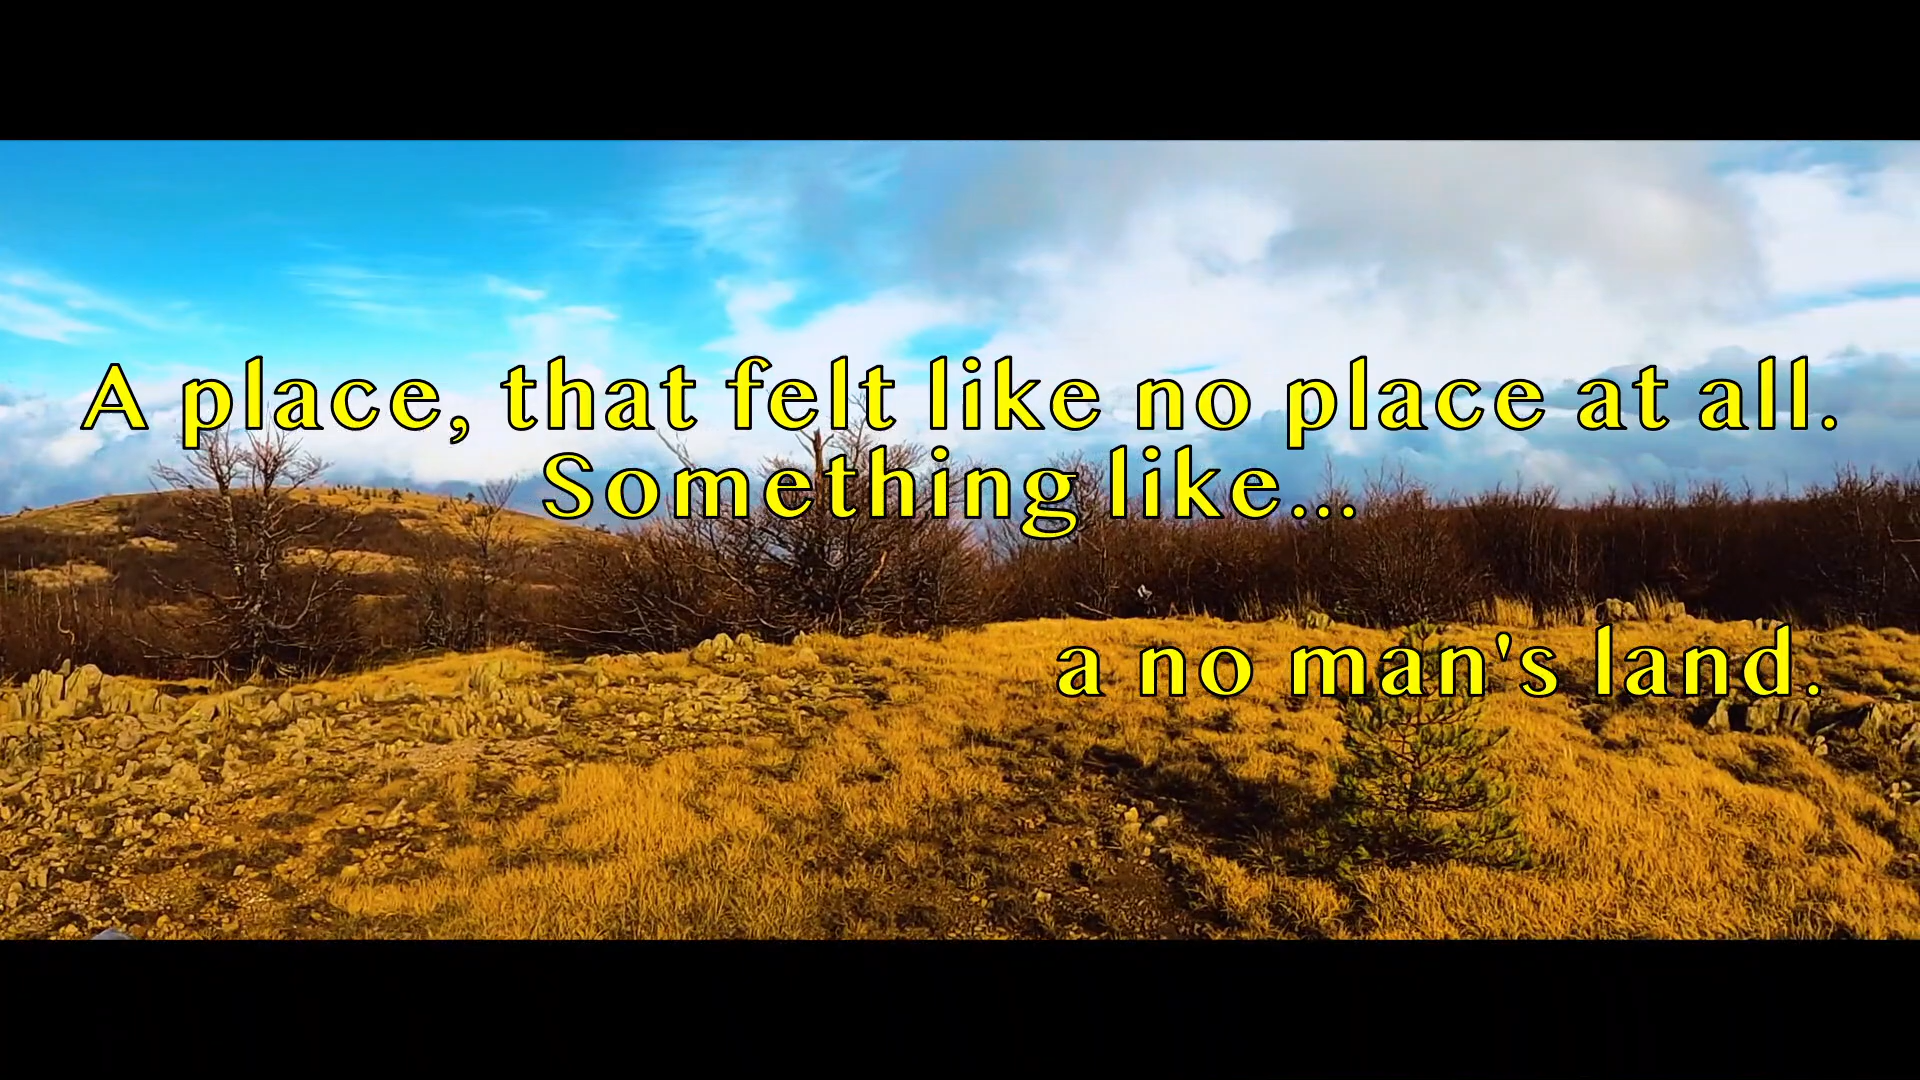 A place, that felt like no place at all.
Something like...
a no man's land.